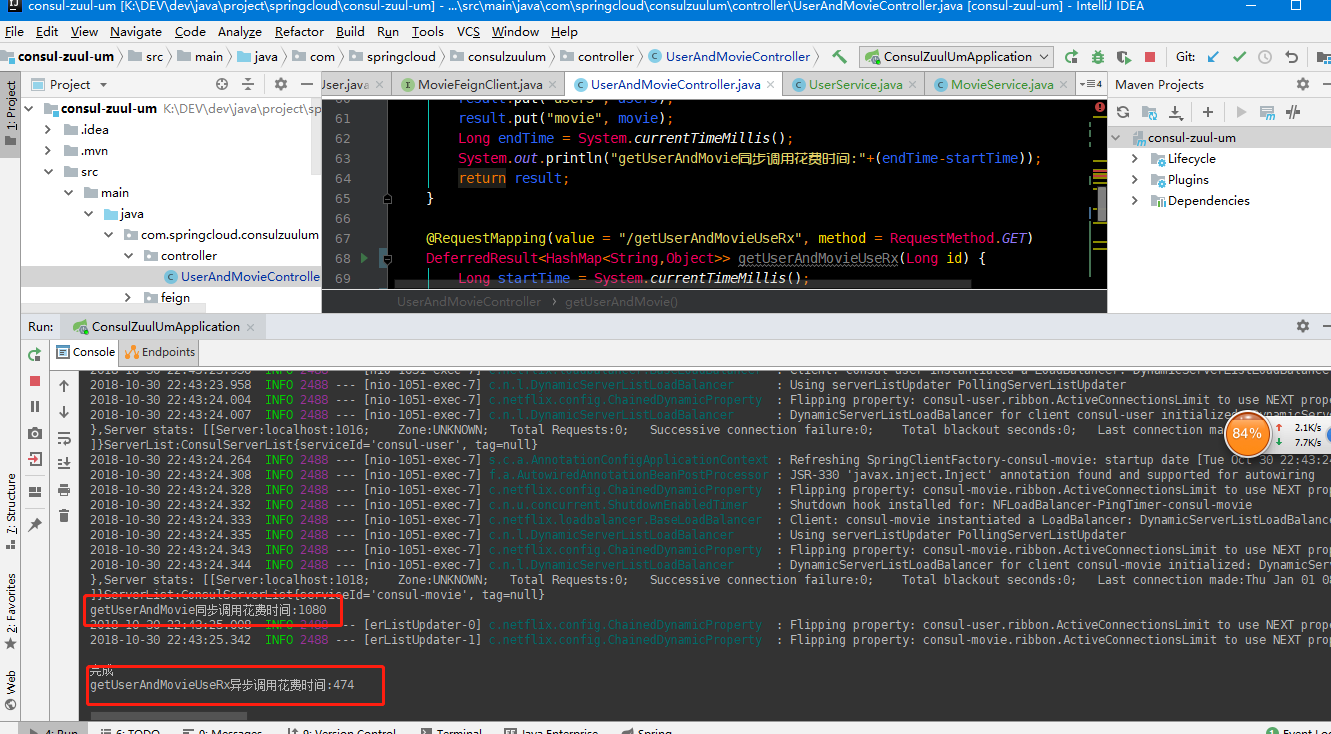 consul-zuul-um [K:\DEV\dev\java\project\springcloud\consul-zuul-um] - ...\src\main\java\com\springcloud\consulzuulum\controller\UserAndMovieController.java [consul-zuul-um] - IntelliJ IDEA
File Edit View Navigate Code Analyze Refactor Build Run Tools VCS Window Help
consul-zuul-um src main java com springcloud consulzuulum controller UserAndMovieController ConsulZuulUmApplication Git:
Project User.java MovieFeignClient.java UserAndMovieController.java UserService.java MovieService.java 4 Maven Projects
1: Project
consul-zuul-um K:\DEV\dev\java\project\sp
.idea
.mvn
src
main
java
com.springcloud.consulzuulum
controller
UserAndMovieControlle
feign
60 result.put("users", users);
61 result.put("movie", movie);
62 Long endTime = System.currentTimeMillis();
63 System.out.println("getUserAndMovie同步调用花费时间:"+(endTime-startTime));
64 return result;
65 }
66
67 @RequestMapping(value = "/getUserAndMovieUseRx", method = RequestMethod.GET)
68 DeferredResult<HashMap<String,Object>> getUserAndMovieUseRx(Long id) {
69 Long startTime = System.currentTimeMillis();
UserAndMovieController › getUserAndMovie()
consul-zuul-um
Lifecycle
Plugins
Dependencies
Run: ConsulZuulUmApplication
Console Endpoints
2018-10-30 22:43:23.958 INFO 2488 --- [nio-1051-exec-7] c.n.l.DynamicServerListLoadBalancer : Using serverListUpdater PollingServerListUpdater
2018-10-30 22:43:24.004 INFO 2488 --- [nio-1051-exec-7] c.netflix.config.ChainedDynamicProperty : Flipping property: consul-user.ribbon.ActiveConnectionsLimit to use NEXT prope
2018-10-30 22:43:24.007 INFO 2488 --- [nio-1051-exec-7] c.n.l.DynamicServerListLoadBalancer : DynamicServerListLoadBalancer for client consul-user initialized: DynamicServe
},Server stats: [[Server:localhost:1016; Zone:UNKNOWN; Total Requests:0; Successive connection failure:0; Total blackout seconds:0; Last connection ma
]}ServerList:ConsulServerList{serviceId='consul-user', tag=null}
2018-10-30 22:43:24.264 INFO 2488 --- [nio-1051-exec-7] s.c.a.AnnotationConfigApplicationContext : Refreshing SpringClientFactory-consul-movie: startup date [Tue Oct 30 22:43:24
2018-10-30 22:43:24.308 INFO 2488 --- [nio-1051-exec-7] f.a.AutowiredAnnotationBeanPostProcessor : JSR-330 'javax.inject.Inject' annotation found and supported for autowiring
2018-10-30 22:43:24.328 INFO 2488 --- [nio-1051-exec-7] c.netflix.config.ChainedDynamicProperty : Flipping property: consul-movie.ribbon.ActiveConnectionsLimit to use NEXT prop
2018-10-30 22:43:24.332 INFO 2488 --- [nio-1051-exec-7] c.n.u.concurrent.ShutdownEnabledTimer : Shutdown hook installed for: NFLoadBalancer-PingTimer-consul-movie
2018-10-30 22:43:24.333 INFO 2488 --- [nio-1051-exec-7] c.netflix.loadbalancer.BaseLoadBalancer : Client: consul-movie instantiated a LoadBalancer: DynamicServerListLoadBalance
2018-10-30 22:43:24.335 INFO 2488 --- [nio-1051-exec-7] c.n.l.DynamicServerListLoadBalancer : Using serverListUpdater PollingServerListUpdater
2018-10-30 22:43:24.343 INFO 2488 --- [nio-1051-exec-7] c.netflix.config.ChainedDynamicProperty : Flipping property: consul-movie.ribbon.ActiveConnectionsLimit to use NEXT prop
2018-10-30 22:43:24.344 INFO 2488 --- [nio-1051-exec-7] c.n.l.DynamicServerListLoadBalancer : DynamicServerListLoadBalancer for client consul-movie initialized: DynamicServ
},Server stats: [[Server:localhost:1018; Zone:UNKNOWN; Total Requests:0; Successive connection failure:0; Total blackout seconds:0; Last connection made:Thu Jan 01 08
]}ServerList:ConsulServerList{serviceId='consul-movie', tag=null}
getUserAndMovie同步调用花费时间:1080
2018-10-30 22:43:25.008 INFO 2488 --- [erListUpdater-0] c.netflix.config.ChainedDynamicProperty : Flipping property: consul-user.ribbon.ActiveConnectionsLimit to use NEXT prope
2018-10-30 22:43:25.342 INFO 2488 --- [erListUpdater-1] c.netflix.config.ChainedDynamicProperty : Flipping property: consul-movie.ribbon.ActiveConnectionsLimit to use NEXT prop
完成
getUserAndMovieUseRx异步调用花费时间:474
84% 2.1K/s
7.7K/s
7: Structure
2: Favorites
Web
4: Run 6: TODO 0: Messages 9: Version Control Terminal Java Enterprise Spring Event Lo